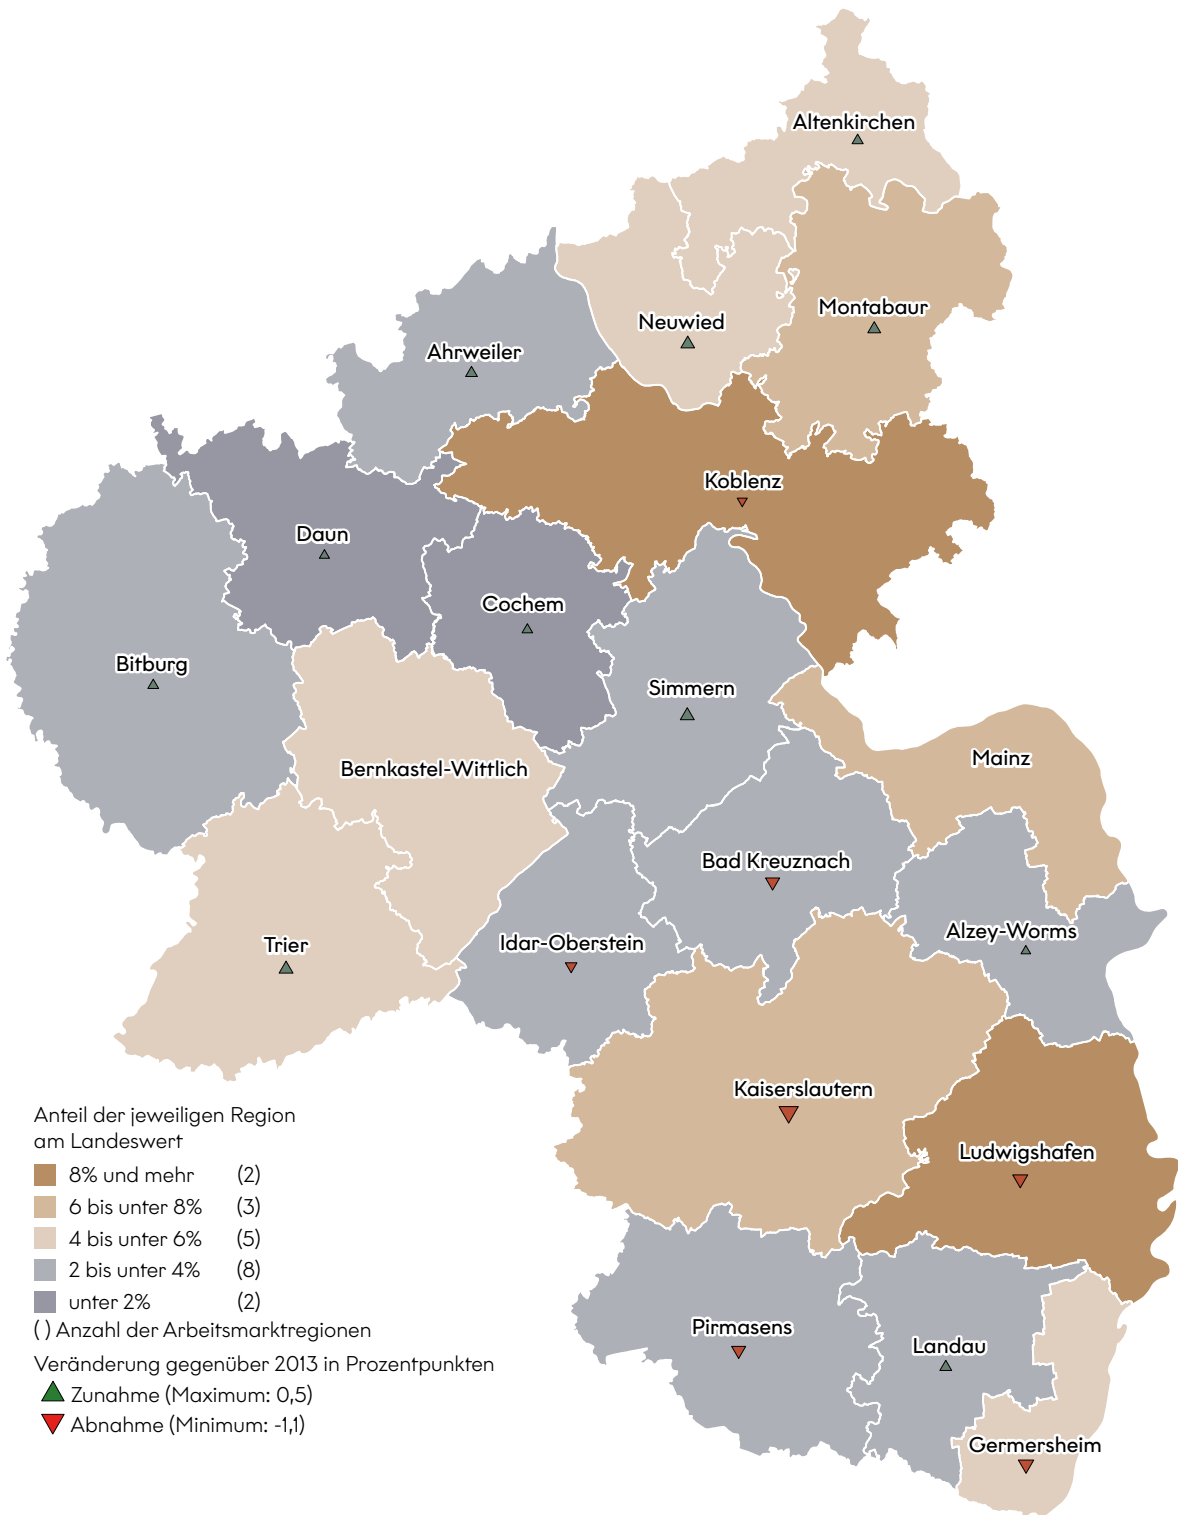 Altenkirchen
Montabaur
Neuwied
Ahrweiler
Koblenz
Daun
Cochem
Bitburg
Simmern
Mainz
Bernkastel-Wittlich
Bad Kreuznach
Alzey-Worms
Idar-Oberstein
Trier
Kaiserslautern
Ludwigshafen
Pirmasens
Landau
Germersheim
Anteil der jeweiligen Region
am Landeswert
8% und mehr (2)
6 bis unter 8% (3)
4 bis unter 6% (5)
2 bis unter 4% (8)
unter 2% (2)
( ) Anzahl der Arbeitsmarktregionen
Veränderung gegenüber 2013 in Prozentpunkten
Zunahme (Maximum: 0,5)
Abnahme (Minimum: -1,1)